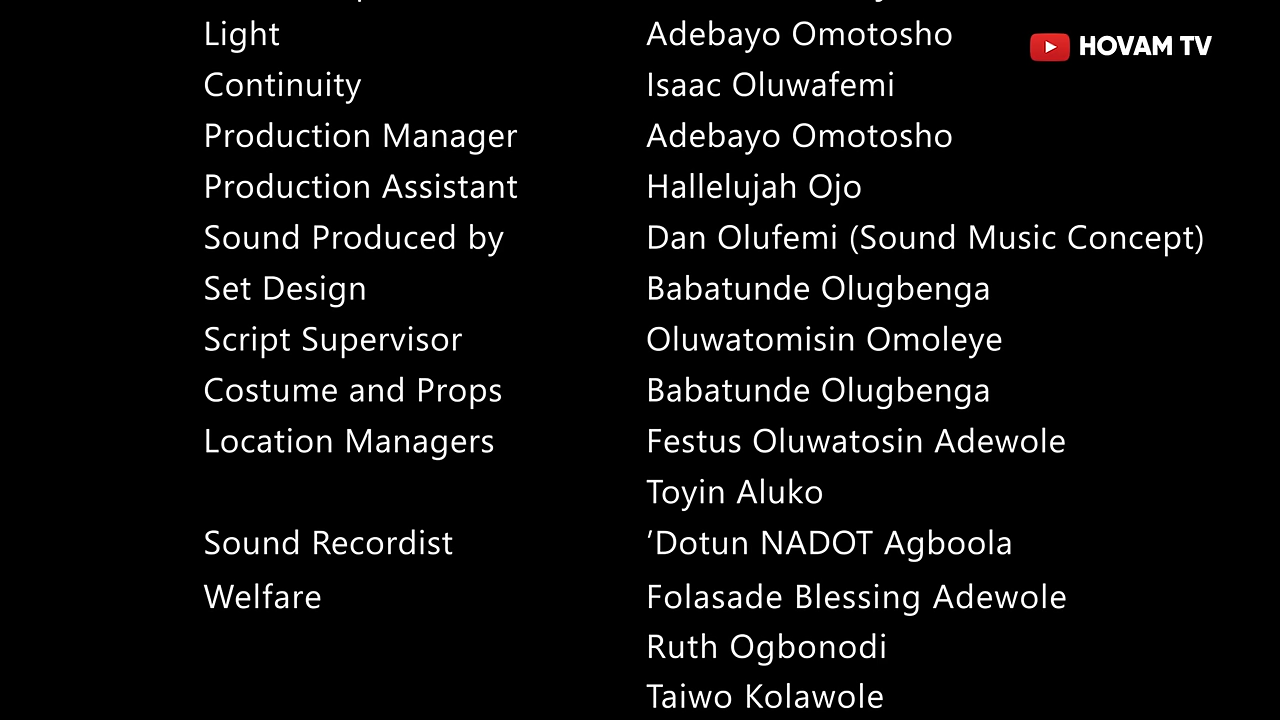 Light Adebayo Omotosho
HOVAM TV
Continuity Isaac Oluwafemi
Production Manager Adebayo Omotosho
Production Assistant Hallelujah Ojo
Sound Produced by Dan Olufemi (Sound Music Concept)
Set Design Babatunde Olugbenga
Script Supervisor Oluwatomisin Omoleye
Costume and Props Babatunde Olugbenga
Location Managers Festus Oluwatosin Adewole
Toyin Aluko
Sound Recordist ’Dotun NADOT Agboola
Welfare Folasade Blessing Adewole
Ruth Ogbonodi
Taiwo Kolawole